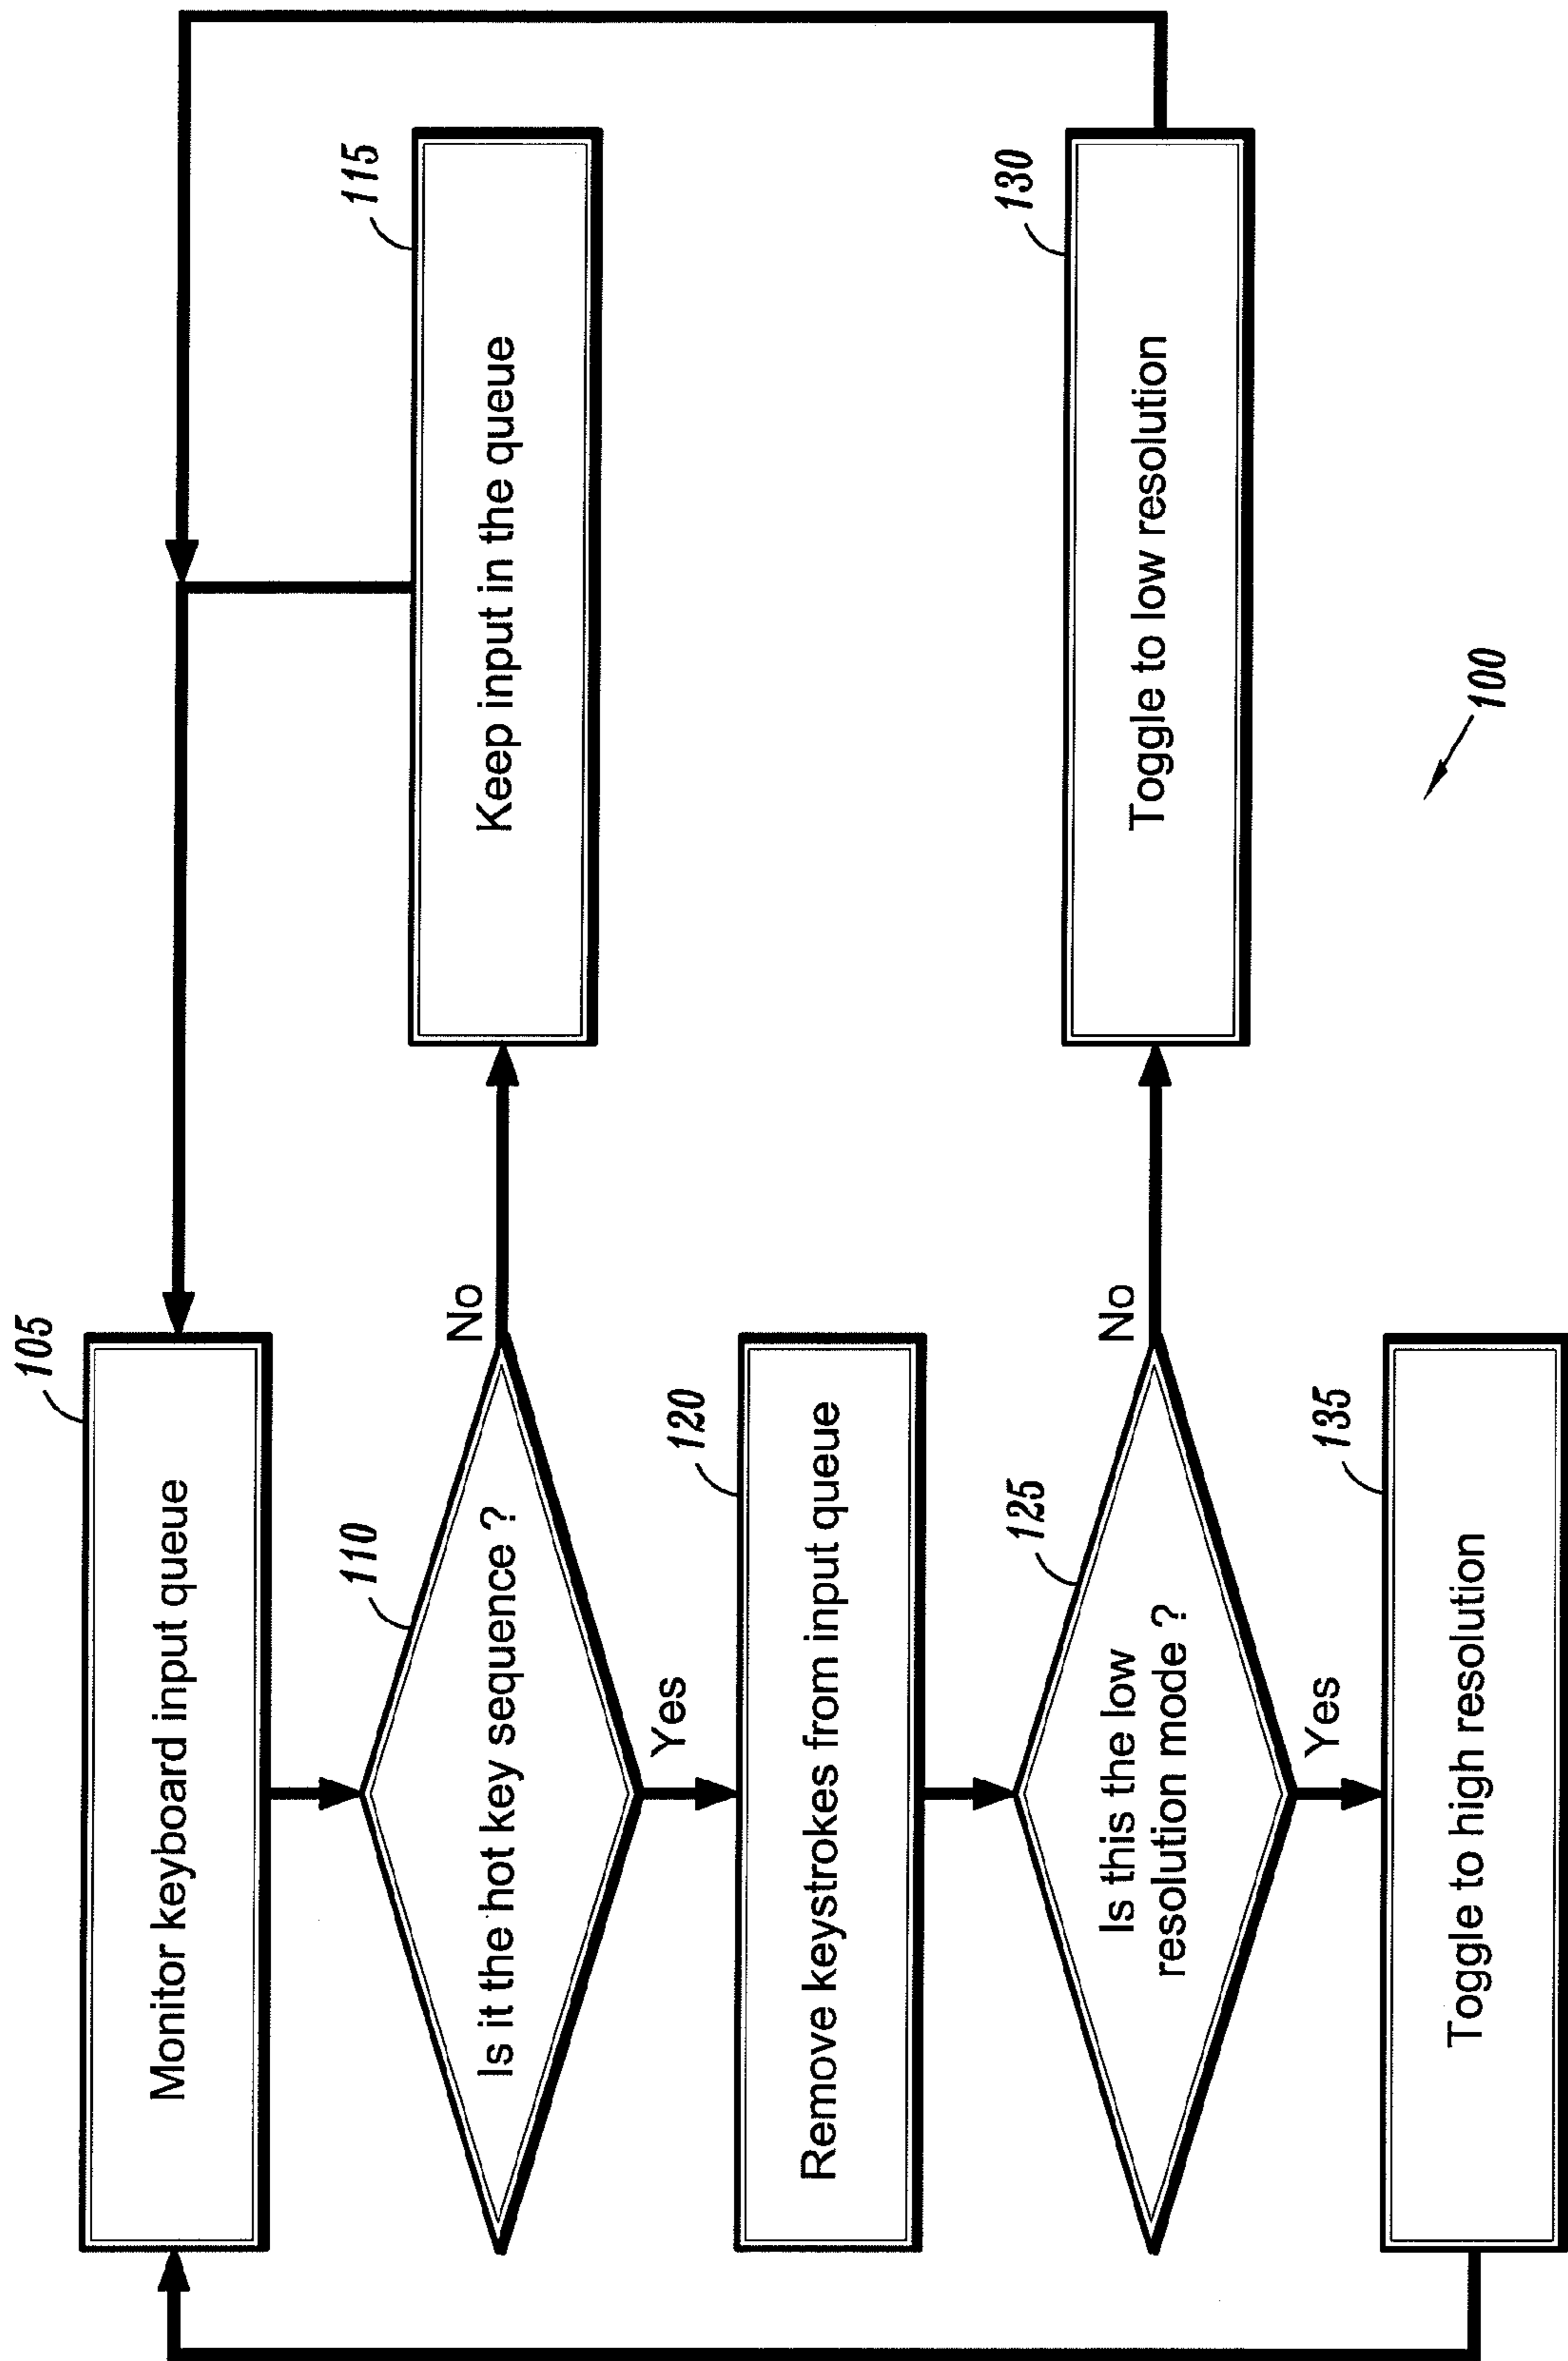 105
Monitor keyboard input queue
110
Is it the hot key sequence ?
No
115
Keep input in the queue
Yes
120
Remove keystrokes from input queue
125
Is this the low
resolution mode ?
No
130
Toggle to low resolution
Yes
135
Toggle to high resolution
100